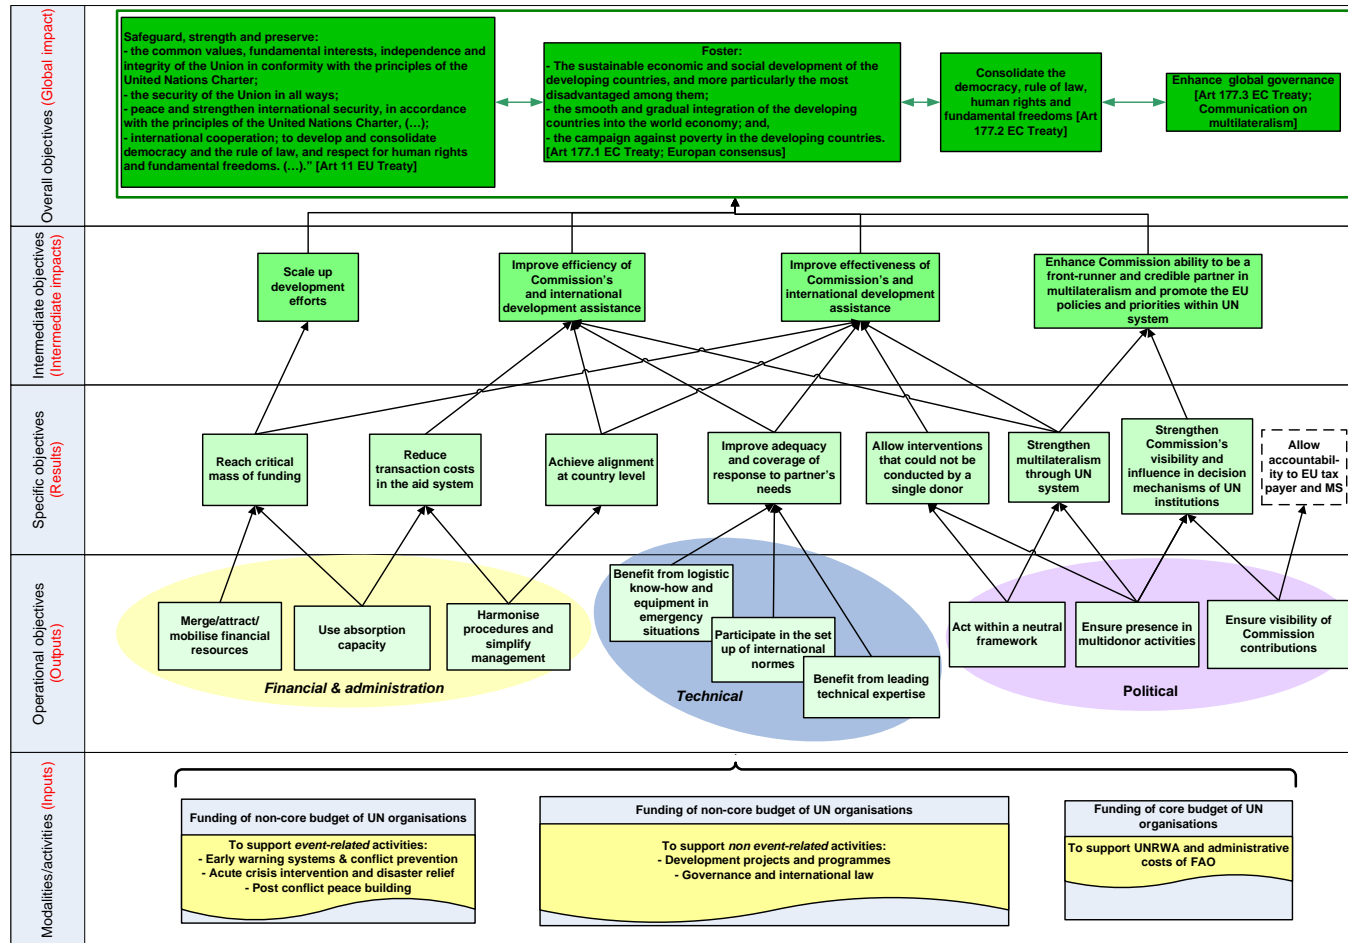 Overall objectives (Global impact)
Safeguard, strength and preserve:
- the common values, fundamental interests, independence and
integrity of the Union in conformity with the principles of the
United Nations Charter;
- the security of the Union in all ways;
- peace and strengthen international security, in accordance
with the principles of the United Nations Charter, (…);
- international cooperation; to develop and consolidate
democracy and the rule of law, and respect for human rights
and fundamental freedoms. (…)." [Art 11 EU Treaty]
Foster:
- The sustainable economic and social development of the
developing countries, and more particularly the most
disadvantaged among them;
- the smooth and gradual integration of the developing
countries into the world economy; and,
- the campaign against poverty in the developing countries.
[Art 177.1 EC Treaty; Europan consensus]
Consolidate the
democracy, rule of law,
human rights and
fundamental freedoms [Art
177.2 EC Treaty]
Enhance global governance
[Art 177.3 EC Treaty;
Communication on
multilateralism]
Intermediate objectives
(Intermediate impacts)
Scale up
development
efforts
Improve efficiency of
Commission's
and international
development assistance
Improve effectiveness of
Commission's and
international development
assistance
Enhance Commission ability to be a
front-runner and credible partner in
multilateralism and promote the EU
policies and priorities within UN
system
Specific objectives
(Results)
Reach critical
mass of funding
Reduce
transaction costs
in the aid system
Achieve alignment
at country level
Improve adequacy
and coverage of
response to partner's
needs
Allow interventions
that could not be
conducted by a
single donor
Strengthen
multilateralism
through UN
system
Strengthen
Commission's
visibility and
influence in decision
mechanisms of UN
institutions
Allow
accountabil-
ity to EU tax
payer and MS
Operational objectives
(Outputs)
Merge/attract/
mobilise financial
resources
Use absorption
capacity
Harmonise
procedures and
simplify
management
Financial & administration
Benefit from logistic
know-how and
equipment in
emergency
situations
Participate in the set
up of international
normes
Benefit from leading
technical expertise
Technical
Act within a neutral
framework
Ensure presence in
multidonor activities
Ensure visibility of
Commission
contributions
Political
Modalities/activities (Inputs)
Funding of non-core budget of UN organisations
To support event-related activities:
- Early warning systems & conflict prevention
- Acute crisis intervention and disaster relief
- Post conflict peace building
Funding of non-core budget of UN organisations
To support non event-related activities:
- Development projects and programmes
- Governance and international law
Funding of core budget of UN
organisations
To support UNRWA and administrative
costs of FAO